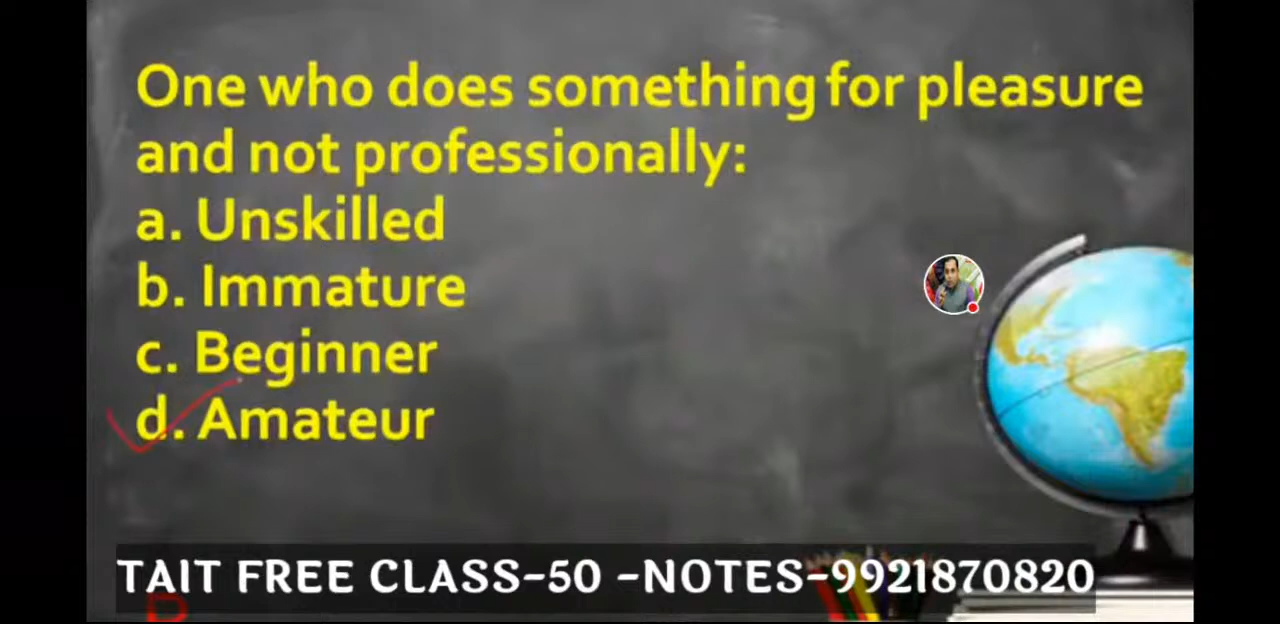 One who does something for pleasure
and not professionally:
a. Unskilled
b. Immature
c. Beginner
d. Amateur
TAIT FREE CLASS-50 -NOTES-9921870820